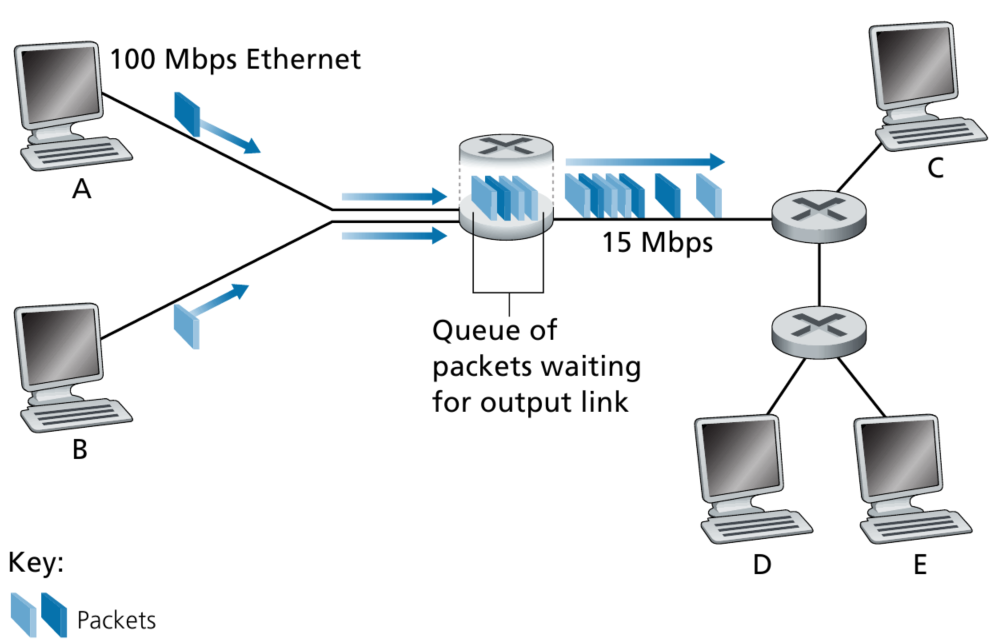 100 Mbps Ethernet
A
C
15 Mbps
Queue of
packets waiting
for output link
B
D
E
Key:
Packets